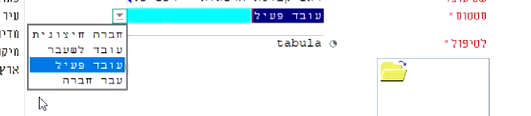 סטטוס * עובד פעיל
חברה חיצונית
עובד לשעבר
עובד פעיל
עבר חברה
לטיפול * tabula
עיר
ארץ